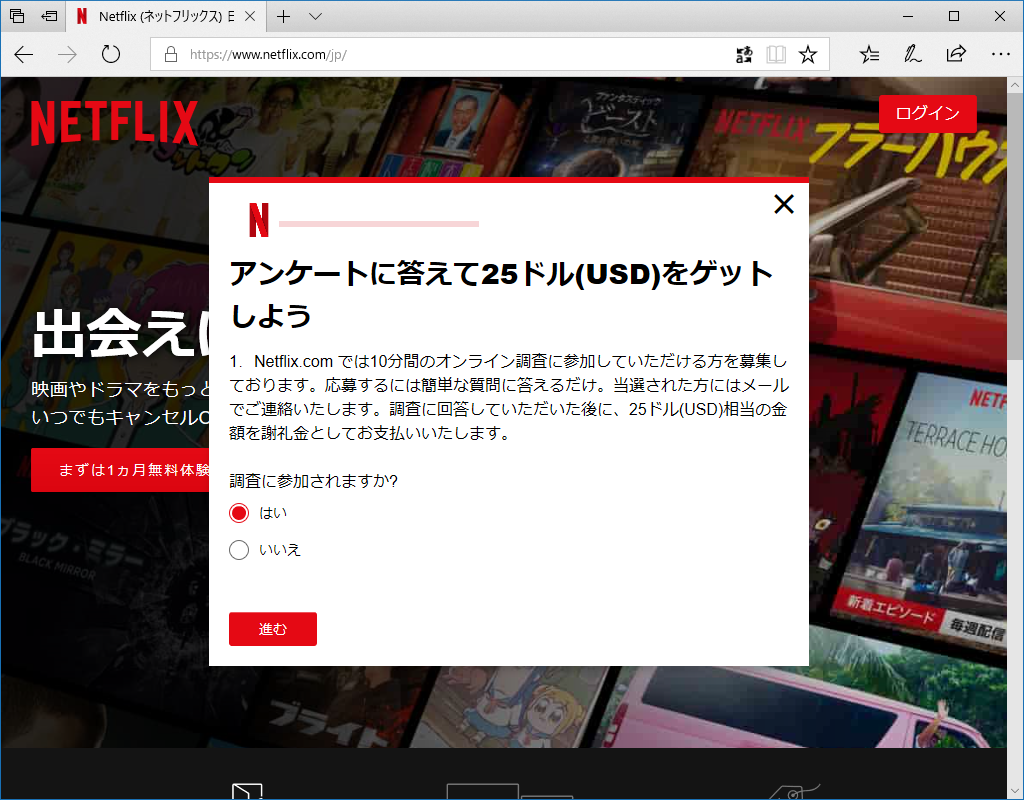 Netflix (ネットフリックス) E
https://www.netflix.com/jp/
NETFLIX
ログイン
ファンタスティック
ビースト
NETFLIX
フラーハウス
N
アンケートに答えて25ドル(USD)をゲット
しよう
1. Netflix.com では10分間のオンライン調査に参加していただける方を募集し
ております。応募するには簡単な質問に答えるだけ。当選された方にはメール
でご連絡いたします。調査に回答していただいた後に、25ドル(USD)相当の金
額を謝礼金としてお支払いいたします。
調査に参加されますか?
はい
いいえ
進む
出会え
映画やドラマをもっと
いつでもキャンセルO
まずは1ヵ月無料体験
ブラック・ミラー
BLACK MIRROR
NETF
TERRACE HO
新着エピソード
毎週配信
ブライト